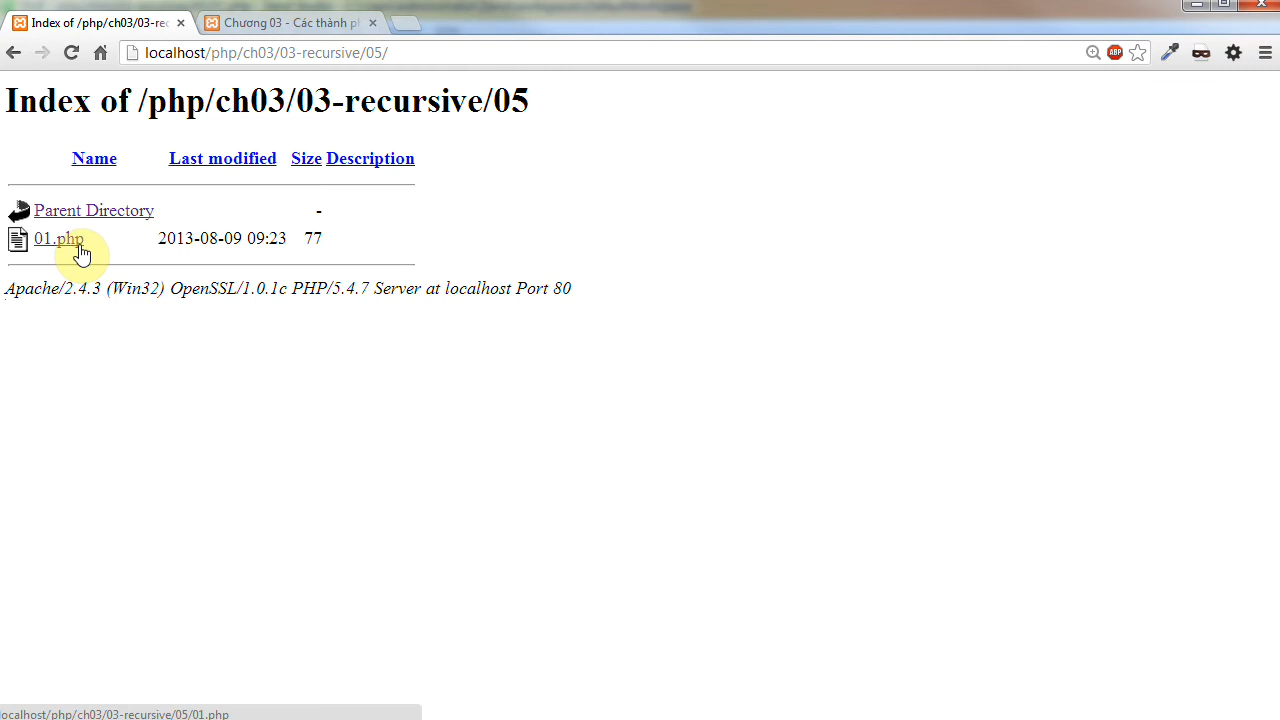 Index of /php/ch03/03-rec
Chương 03 - Các thành ph
localhost/php/ch03/03-recursive/05/
ABP
Index of /php/ch03/03-recursive/05
Name Last modified Size Description
Parent Directory -
01.php 2013-08-09 09:23 77
Apache/2.4.3 (Win32) OpenSSL/1.0.1c PHP/5.4.7 Server at localhost Port 80
localhost/php/ch03/03-recursive/05/01.php